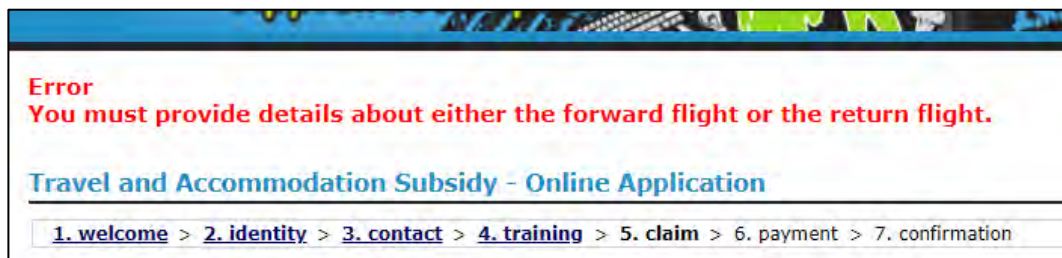 Error
You must provide details about either the forward flight or the return flight.
Travel and Accommodation Subsidy - Online Application
1. welcome > 2. identity > 3. contact > 4. training > 5. claim > 6. payment > 7. confirmation